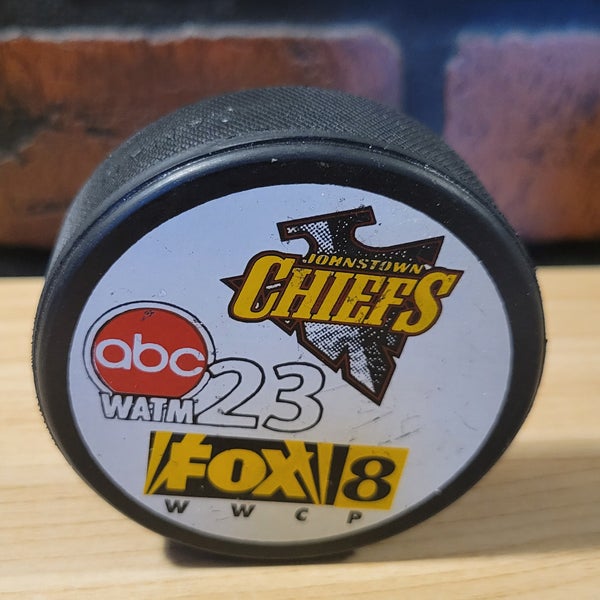 JOHNSTOWN
CHIEFS
abc
WATM 23
FOX 8
WWCP